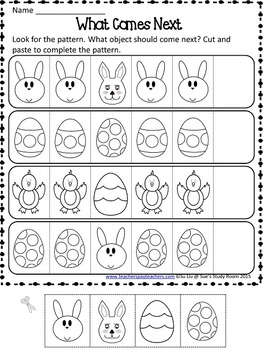 Name
What Comes Next
Look for the pattern. What object should come next? Cut and
paste to complete the pattern.
www.teacherspayteachers.com ©Su Liu @ Sue's Study Room 2015